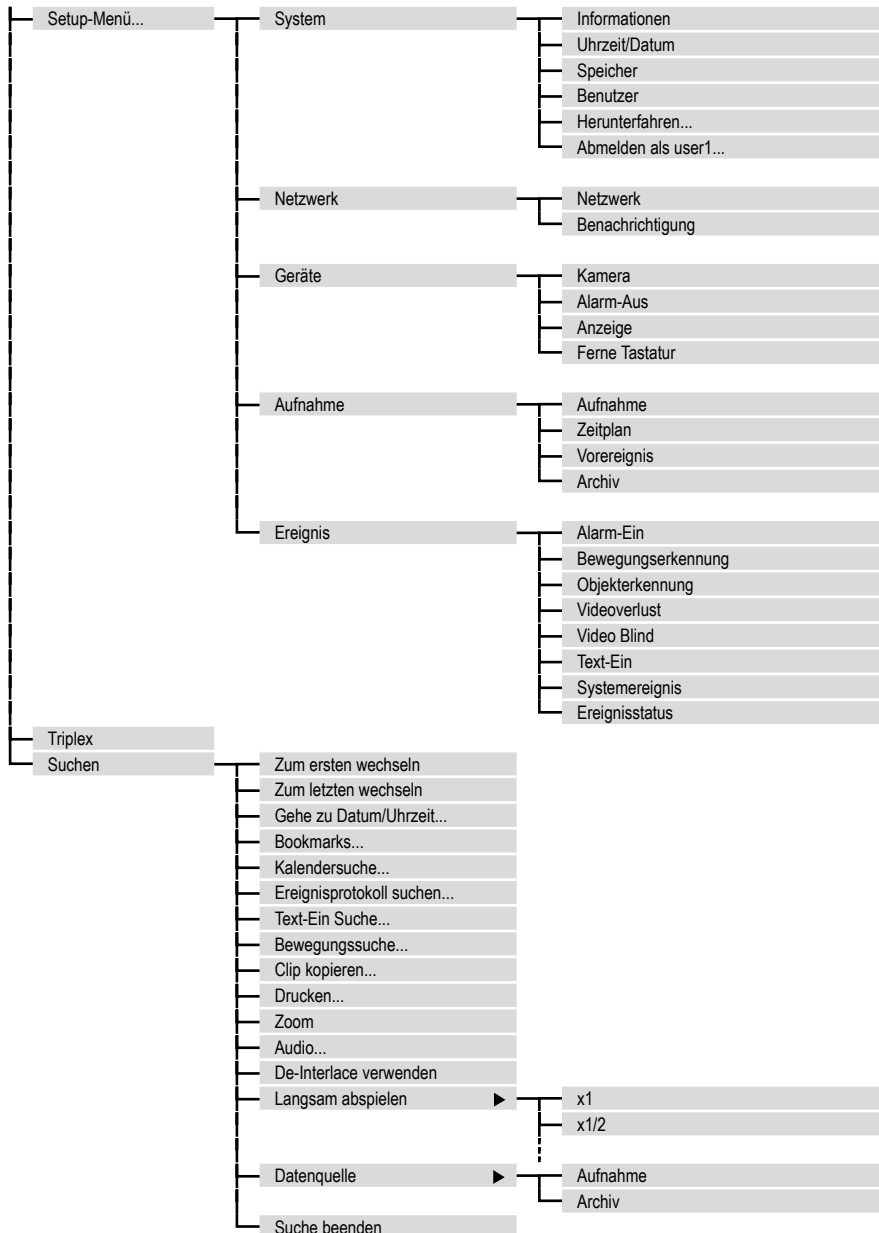 Setup-Menü... System Informationen
Uhrzeit/Datum
Speicher
Benutzer
Herunterfahren...
Abmelden als user1...
Netzwerk Netzwerk
Benachrichtigung
Geräte Kamera
Alarm-Aus
Anzeige
Ferne Tastatur
Aufnahme Aufnahme
Zeitplan
Vorereignis
Archiv
Ereignis Alarm-Ein
Bewegungserkennung
Objekterkennung
Videoverlust
Video Blind
Text-Ein
Systemereignis
Ereignisstatus
Triplex
Suchen Zum ersten wechseln
Zum letzten wechseln
Gehe zu Datum/Uhrzeit...
Bookmarks...
Kalendersuche...
Ereignisprotokoll suchen...
Text-Ein Suche...
Bewegungssuche...
Clip kopieren...
Drucken...
Zoom
Audio...
De-Interlace verwenden
Langsam abspielen x1
x1/2
Datenquelle Aufnahme
Archiv
Suche beenden